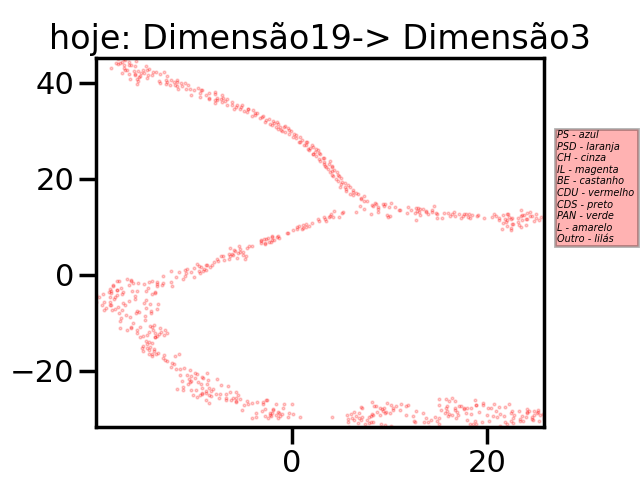 hoje: Dimensão19-> Dimensão3
40
20
0
−20
0
20
PS - azul
PSD - laranja
CH - cinza
IL - magenta
BE - castanho
CDU - vermelho
CDS - preto
PAN - verde
L - amarelo
Outro - lilás